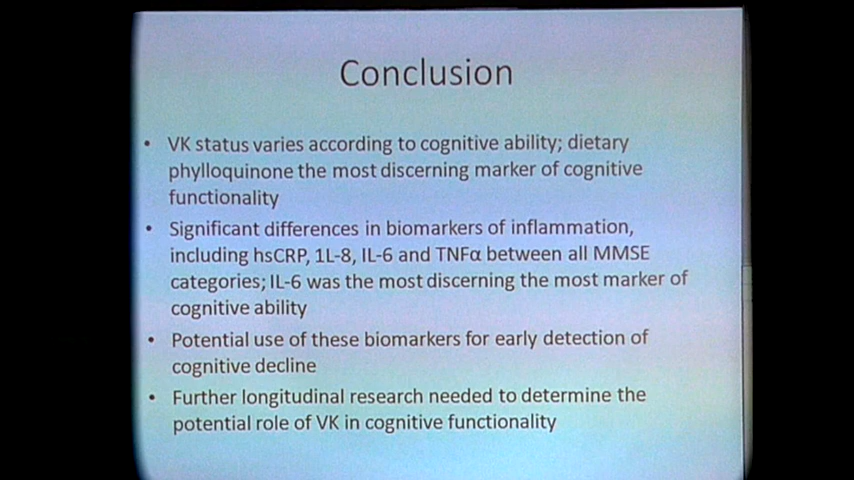 Conclusion
• VK status varies according to cognitive ability; dietary
phylloquinone the most discerning marker of cognitive
functionality
• Significant differences in biomarkers of inflammation,
including hsCRP, 1L-8, IL-6 and TNFα between all MMSE
categories; IL-6 was the most discerning the most marker of
cognitive ability
• Potential use of these biomarkers for early detection of
cognitive decline
• Further longitudinal research needed to determine the
potential role of VK in cognitive functionality